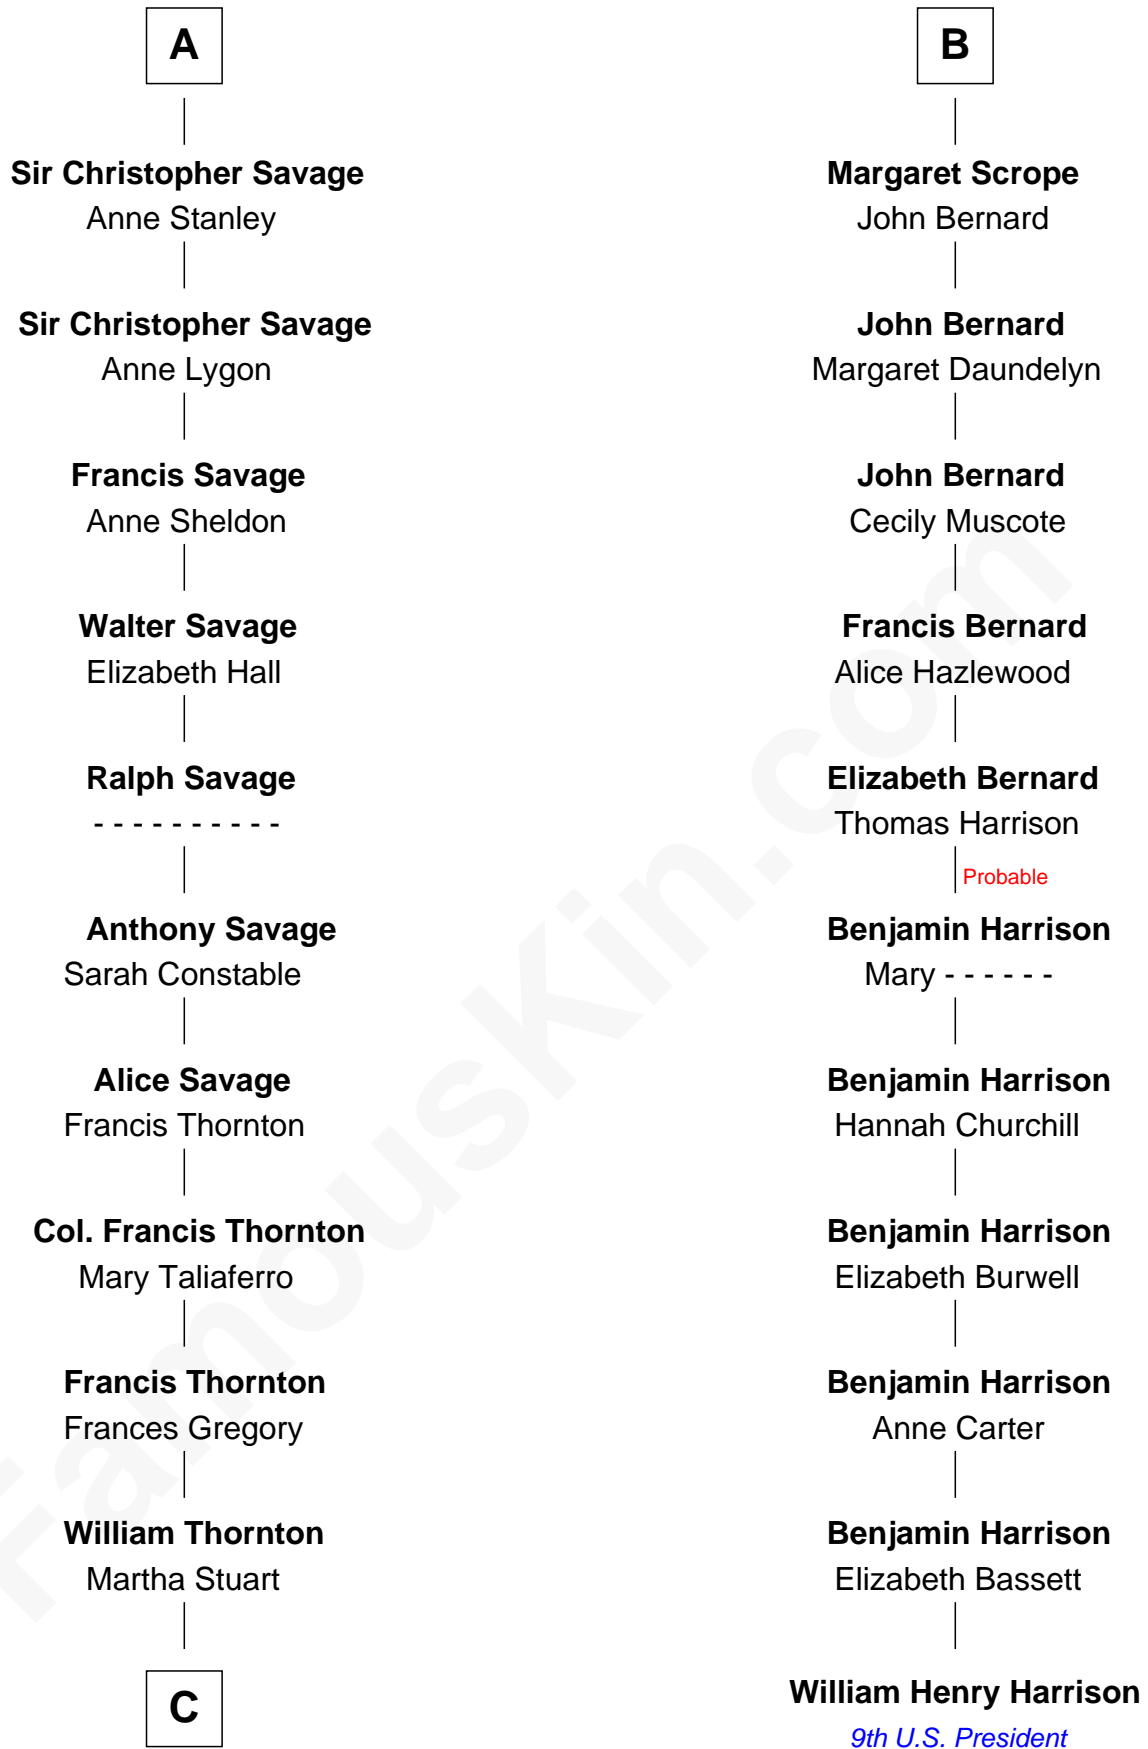 A
Sir Christopher Savage
Anne Stanley
Sir Christopher Savage
Anne Lygon
Francis Savage
Anne Sheldon
Walter Savage
Elizabeth Hall
Ralph Savage
- - - - - - - - - -
Anthony Savage
Sarah Constable
Alice Savage
Francis Thornton
Col. Francis Thornton
Mary Taliaferro
Francis Thornton
Frances Gregory
William Thornton
Martha Stuart
C
B
Margaret Scrope
John Bernard
John Bernard
Margaret Daundelyn
John Bernard
Cecily Muscote
Francis Bernard
Alice Hazlewood
Elizabeth Bernard
Thomas Harrison
Probable
Benjamin Harrison
Mary - - - - - -
Benjamin Harrison
Hannah Churchill
Benjamin Harrison
Elizabeth Burwell
Benjamin Harrison
Anne Carter
Benjamin Harrison
Elizabeth Bassett
William Henry Harrison
9th U.S. President
FamousKin.com